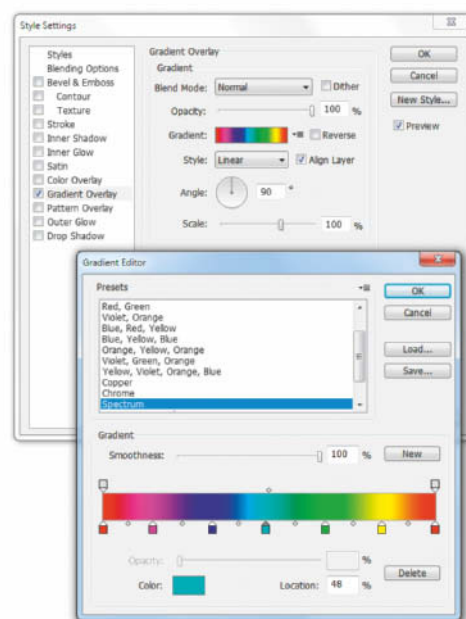 Style Settings
Styles
Blending Options
Bevel & Emboss
Contour
Texture
Stroke
Inner Shadow
Inner Glow
Satin
Color Overlay
Gradient Overlay
Pattern Overlay
Outer Glow
Drop Shadow
Gradient Overlay
Gradient
Blend Mode: Normal Dither
Opacity: 100 %
Gradient: Reverse
Style: Linear Align Layer
Angle: 90 °
Scale: 100 %
OK
Cancel
New Style...
Preview
Gradient Editor
Presets
Red, Green
Violet, Orange
Blue, Red, Yellow
Blue, Yellow, Blue
Orange, Yellow, Orange
Violet, Green, Orange
Yellow, Violet, Orange, Blue
Copper
Chrome
Spectrum
OK
Cancel
Load...
Save...
Gradient
Smoothness: 100 % New
Opacity: %
Color: Location: 48 % Delete